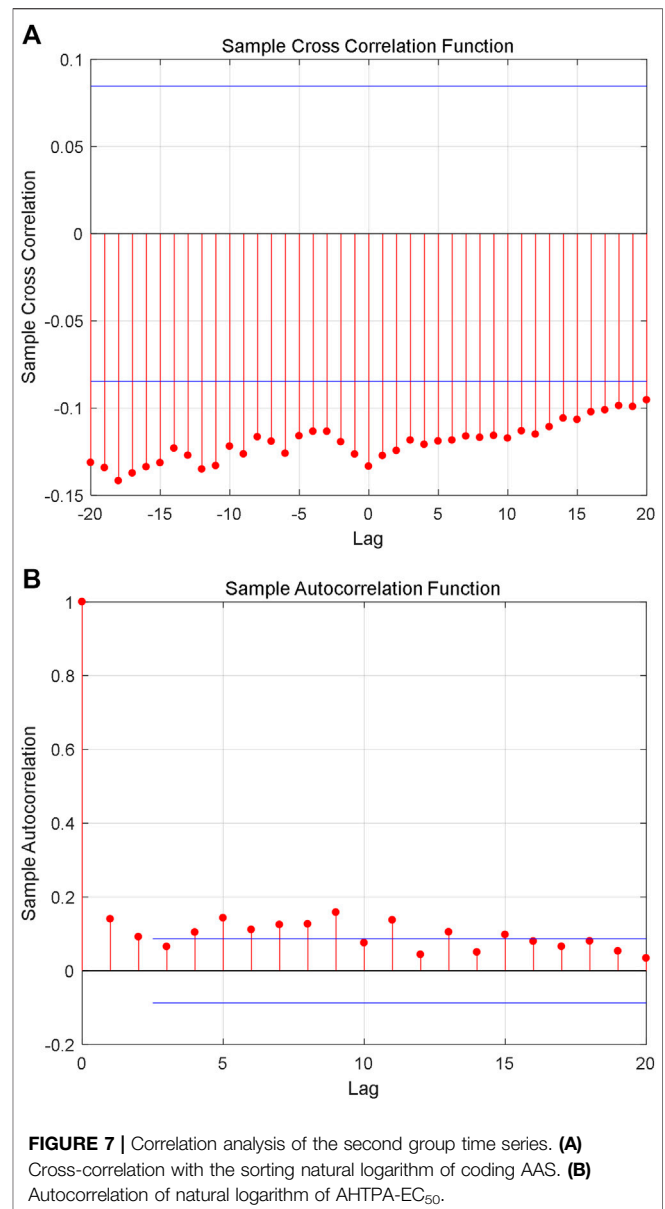 A
Sample Cross Correlation Function
0.1
0.05
0
-0.05
-0.1
-0.15
Sample Cross Correlation
-20 -15 -10 -5 0 5 10 15 20
Lag
B
Sample Autocorrelation Function
1
0.8
0.6
0.4
0.2
0
-0.2
Sample Autocorrelation
0 5 10 15 20
Lag
FIGURE 7 | Correlation analysis of the second group time series. (A)
Cross-correlation with the sorting natural logarithm of coding AAS. (B)
Autocorrelation of natural logarithm of AHTPA-EC₅₀.